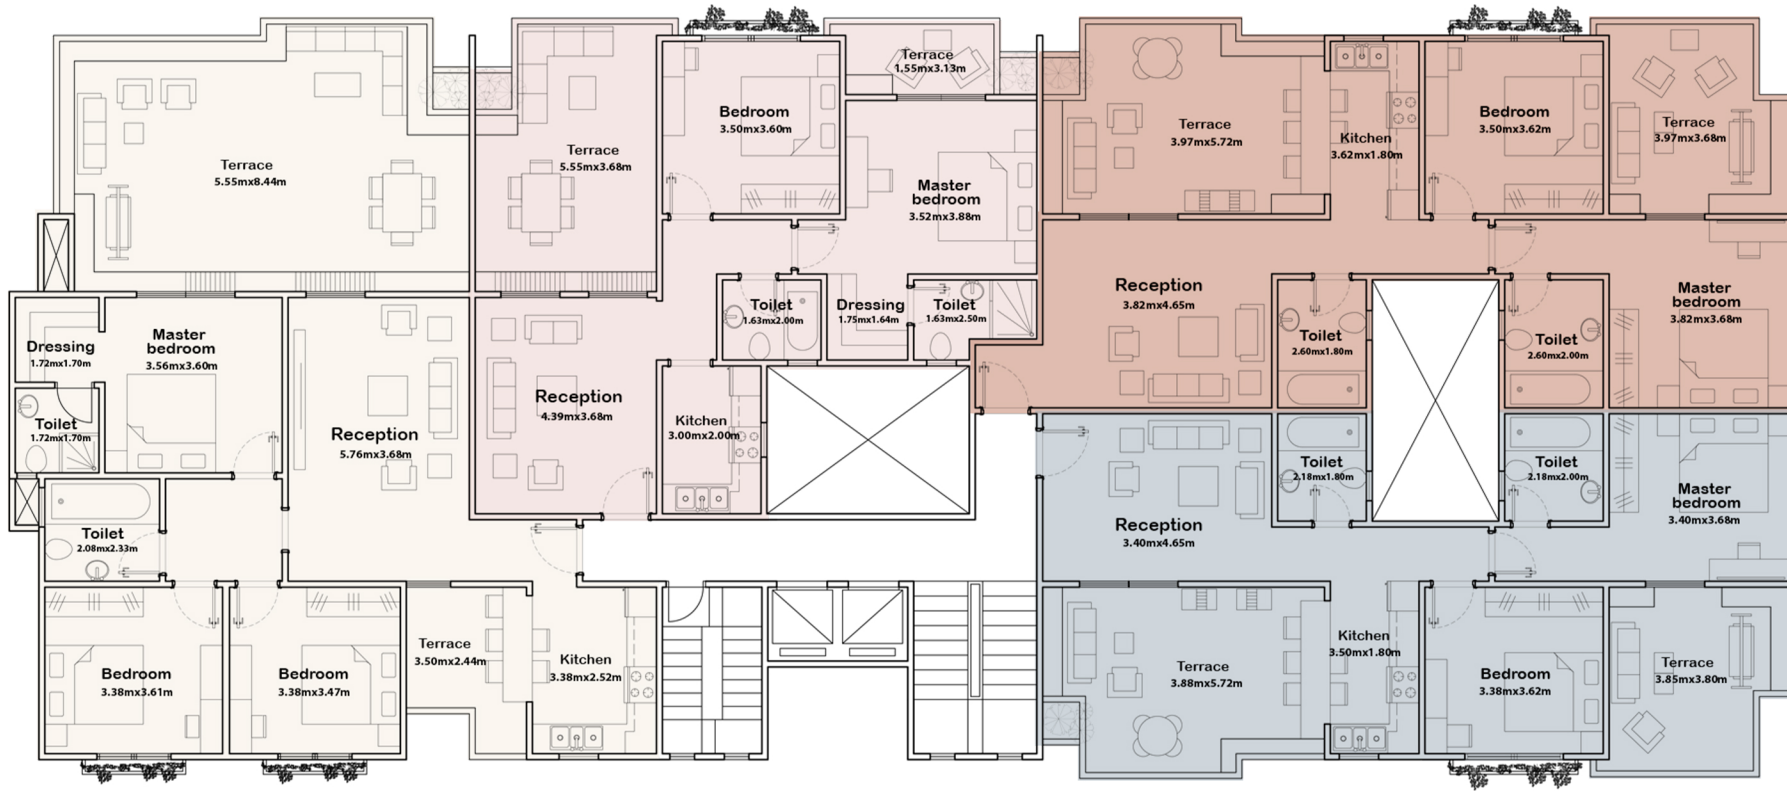 Terrace
5.55mx8.44m
Dressing
1.72mx1.70m
Master
bedroom
3.56mx3.60m
Toilet
1.72mx1.70m
Reception
5.76mx3.68m
Toilet
2.08mx2.33m
Bedroom
3.38mx3.61m
Bedroom
3.38mx3.47m
Terrace
3.50mx2.44m
Kitchen
3.38mx2.52m
Terrace
5.55mx3.68m
Bedroom
3.50mx3.60m
Terrace
1.55mx3.13m
Master
bedroom
3.52mx3.88m
Toilet
1.63mx2.00m
Dressing
1.75mx1.64m
Toilet
1.63mx2.50m
Reception
4.39mx3.68m
Kitchen
3.00mx2.00m
Terrace
3.97mx5.72m
Kitchen
3.62mx1.80m
Bedroom
3.50mx3.62m
Terrace
3.97mx3.68m
Reception
3.82mx4.65m
Toilet
2.60mx1.80m
Toilet
2.60mx2.00m
Master
bedroom
3.82mx3.68m
Reception
3.40mx4.65m
Toilet
2.18mx1.80m
Toilet
2.18mx2.00m
Master
bedroom
3.40mx3.68m
Terrace
3.88mx5.72m
Kitchen
3.50mx1.80m
Bedroom
3.38mx3.62m
Terrace
3.85mx3.80m